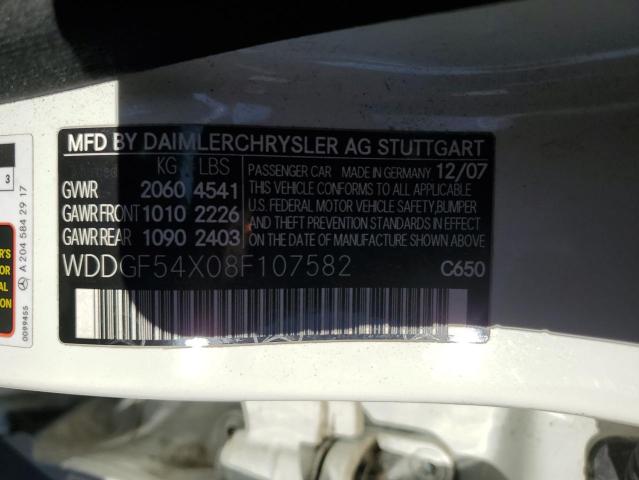 MFD BY DAIMLERCHRYSLER AG STUTTGART
KG LBS
GVWR 2060 4541
GAWR FRONT 1010 2226
GAWR REAR 1090 2403
PASSENGER CAR MADE IN GERMANY 12/07
THIS VEHICLE CONFORMS TO ALL APPLICABLE
U.S. FEDERAL MOTOR VEHICLE SAFETY, BUMPER
AND THEFT PREVENTION STANDARDS IN EFFECT
ON THE DATE OF MANUFACTURE SHOWN ABOVE.
WDDGF54X08F107582 C650
3
A 204 584 29 17
0099455